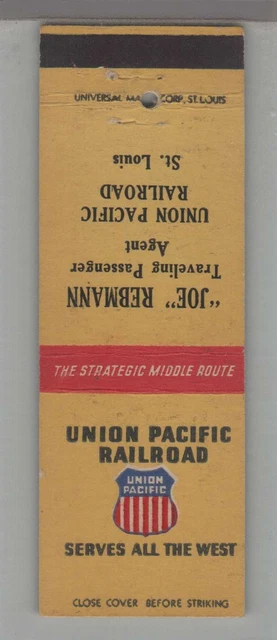 UNIVERSAL MA CORP., ST. LOUIS
"JOE" REBMANN
Traveling Passenger
Agent
UNION PACIFIC
RAILROAD
St. Louis
THE STRATEGIC MIDDLE ROUTE
UNION PACIFIC
RAILROAD
UNION
PACIFIC
SERVES ALL THE WEST
CLOSE COVER BEFORE STRIKING